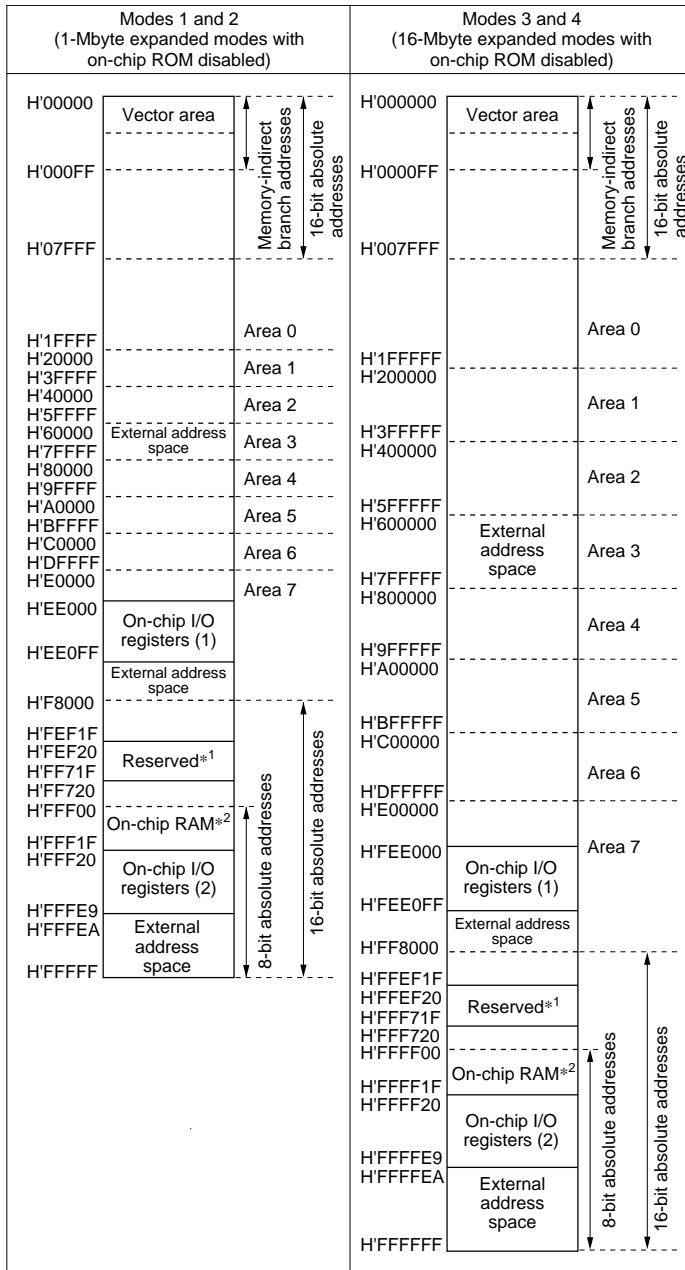 Modes 1 and 2
(1-Mbyte expanded modes with
on-chip ROM disabled)
H'00000
Vector area
H'000FF
H'07FFF
Memory-indirect
branch addresses
16-bit absolute
addresses
H'1FFFF
Area 0
H'20000
H'3FFFF
Area 1
H'40000
H'5FFFF
Area 2
H'60000
H'7FFFF
External address
space
Area 3
H'80000
H'9FFFF
Area 4
H'A0000
H'BFFFF
Area 5
H'C0000
H'DFFFF
Area 6
H'E0000
Area 7
H'EE000
On-chip I/O
registers (1)
H'EE0FF
External address
space
H'F8000
H'FEF1F
H'FEF20
Reserved*1
H'FF71F
H'FF720
H'FFF00
On-chip RAM*2
H'FFF1F
H'FFF20
On-chip I/O
registers (2)
H'FFFE9
H'FFFEA
External
address
space
H'FFFFF
8-bit absolute addresses
16-bit absolute addresses
Modes 3 and 4
(16-Mbyte expanded modes with
on-chip ROM disabled)
H'000000
Vector area
H'0000FF
H'007FFF
Memory-indirect
branch addresses
16-bit absolute
addresses
Area 0
H'1FFFFF
H'200000
Area 1
H'3FFFFF
H'400000
Area 2
H'5FFFFF
H'600000
External
address
space
Area 3
H'7FFFFF
H'800000
Area 4
H'9FFFFF
H'A00000
Area 5
H'BFFFFF
H'C00000
Area 6
H'DFFFFF
H'E00000
Area 7
H'FEE000
On-chip I/O
registers (1)
H'FEE0FF
External address
space
H'FF8000
H'FFEF1F
H'FFEF20
Reserved*1
H'FFF71F
H'FFF720
H'FFFF00
On-chip RAM*2
H'FFFF1F
H'FFFF20
On-chip I/O
registers (2)
H'FFFFE9
H'FFFFEA
External
address
space
H'FFFFFF
8-bit absolute addresses
16-bit absolute addresses